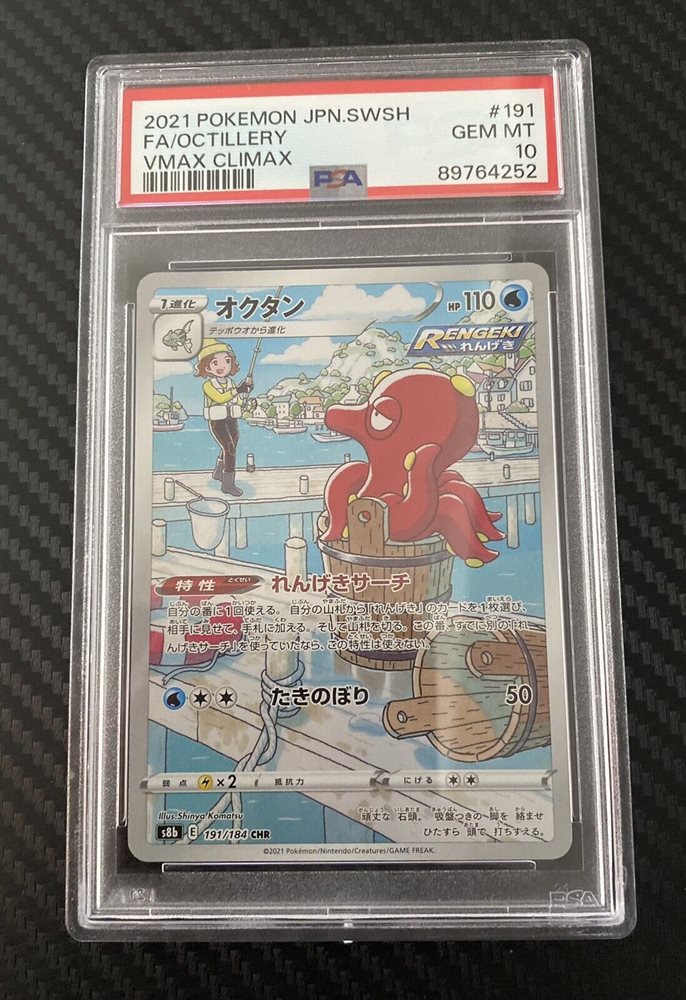 2021 POKEMON JPN.SWSH #191
FA/OCTILLERY GEM MT
VMAX CLIMAX 10
PSA 89764252
1進化 オクタン HP 110
テッポウオから進化
RENGEKI
れんげき
特性 とくせい れんげきサーチ
自分の番に1回使える。自分の山札から「れんげき」のカードを1枚選び、
相手に見せて、手札に加える。そして山札を切る。この番、すでに別の「れ
んげきサーチ」を使っていたなら、この特性は使えない。
たきのぼり 50
弱点 ×2 抵抗力 にげる
Illus. Shinya Komatsu
頑丈な 石頭。 吸盤つきの 脚を 絡ませ
ひたすら 頭で 打ちすえる。
s8b E 191/184 CHR
©2021 Pokémon/Nintendo/Creatures/GAME FREAK.